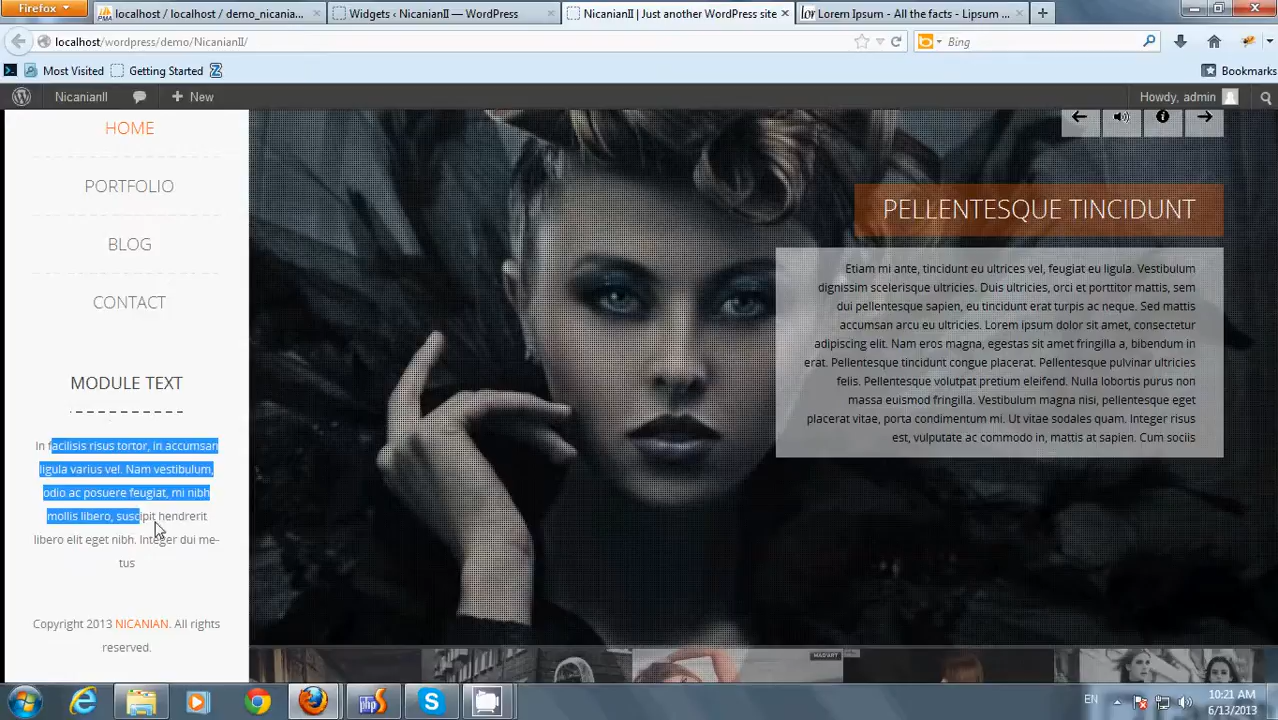 Firefox
localhost / localhost / demo_nicania...
Widgets ‹ NicanianII — WordPress
NicanianII | Just another WordPress site
Lorem Ipsum - All the facts - Lipsum ...
localhost/wordpress/demo/NicanianII/
Bing
Most Visited
Getting Started
Bookmarks
NicanianII
New
Howdy, admin
HOME
PORTFOLIO
BLOG
CONTACT
MODULE TEXT
In facilisis risus tortor, in accumsan
ligula varius vel. Nam vestibulum,
odio ac posuere feugiat, mi nibh
mollis libero, suscipit hendrerit
libero elit eget nibh. Integer dui me-
tus
Copyright 2013 NICANIAN. All rights
reserved.
PELLENTESQUE TINCIDUNT
Etiam mi ante, tincidunt eu ultrices vel, feugiat eu ligula. Vestibulum
dignissim scelerisque ultricies. Duis ultricies, orci et porttitor mattis, sem
dui pellentesque sapien, eu tincidunt erat turpis ac neque. Sed mattis
accumsan arcu eu ultricies. Lorem ipsum dolor sit amet, consectetur
adipiscing elit. Nam eros magna, egestas sit amet fringilla a, bibendum in
erat. Pellentesque tincidunt congue placerat. Pellentesque pulvinar ultricies
felis. Pellentesque volutpat pretium eleifend. Nulla lobortis purus non
massa euismod fringilla. Vestibulum magna nisi, pellentesque eget
placerat vitae, porta condimentum mi. Ut vitae sodales quam. Integer risus
est, vulputate ac commodo in, mattis at sapien. Cum sociis
MAD'ART
EN
10:21 AM
6/13/2013